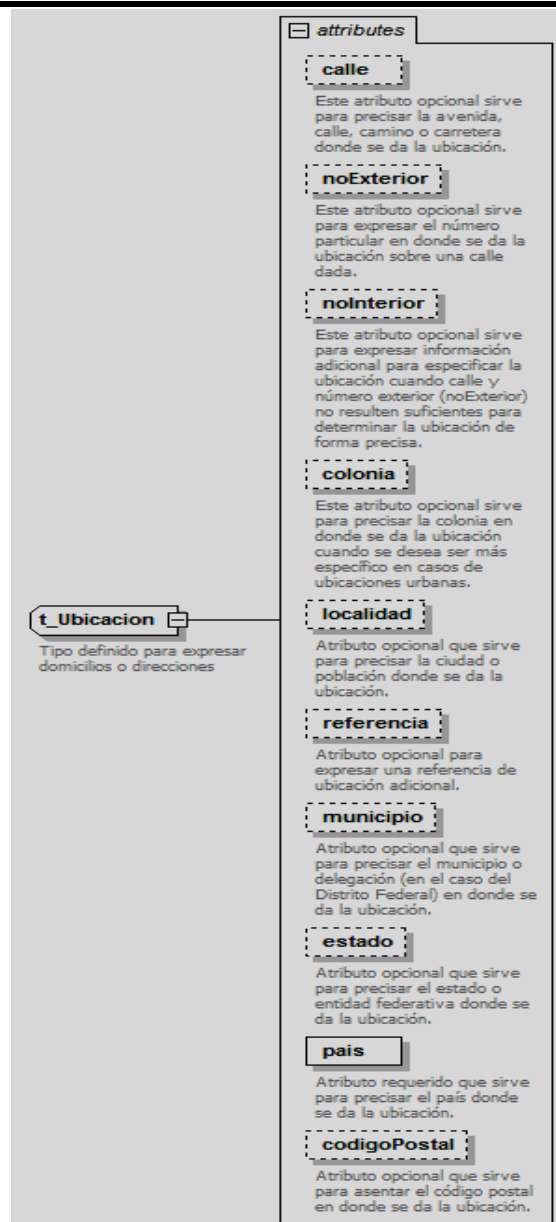 attributes
calle
Este atributo opcional sirve
para precisar la avenida,
calle, camino o carretera
donde se da la ubicación.
noExterior
Este atributo opcional sirve
para expresar el número
particular en donde se da la
ubicación sobre una calle
dada.
noInterior
Este atributo opcional sirve
para expresar información
adicional para especificar la
ubicación cuando calle y
número exterior (noExterior)
no resulten suficientes para
determinar la ubicación de
forma precisa.
colonia
Este atributo opcional sirve
para precisar la colonia en
donde se da la ubicación
cuando se desea ser más
específico en casos de
ubicaciones urbanas.
t_Ubicacion
Tipo definido para expresar
domicilios o direcciones
localidad
Atributo opcional que sirve
para precisar la ciudad o
población donde se da la
ubicación.
referencia
Atributo opcional para
expresar una referencia de
ubicación adicional.
municipio
Atributo opcional que sirve
para precisar el municipio o
delegación (en el caso del
Distrito Federal) en donde se
da la ubicación.
estado
Atributo opcional que sirve
para precisar el estado o
entidad federativa donde se
da la ubicación.
pais
Atributo requerido que sirve
para precisar el país donde
se da la ubicación.
codigoPostal
Atributo opcional que sirve
para asentar el código postal
en donde se da la ubicación.